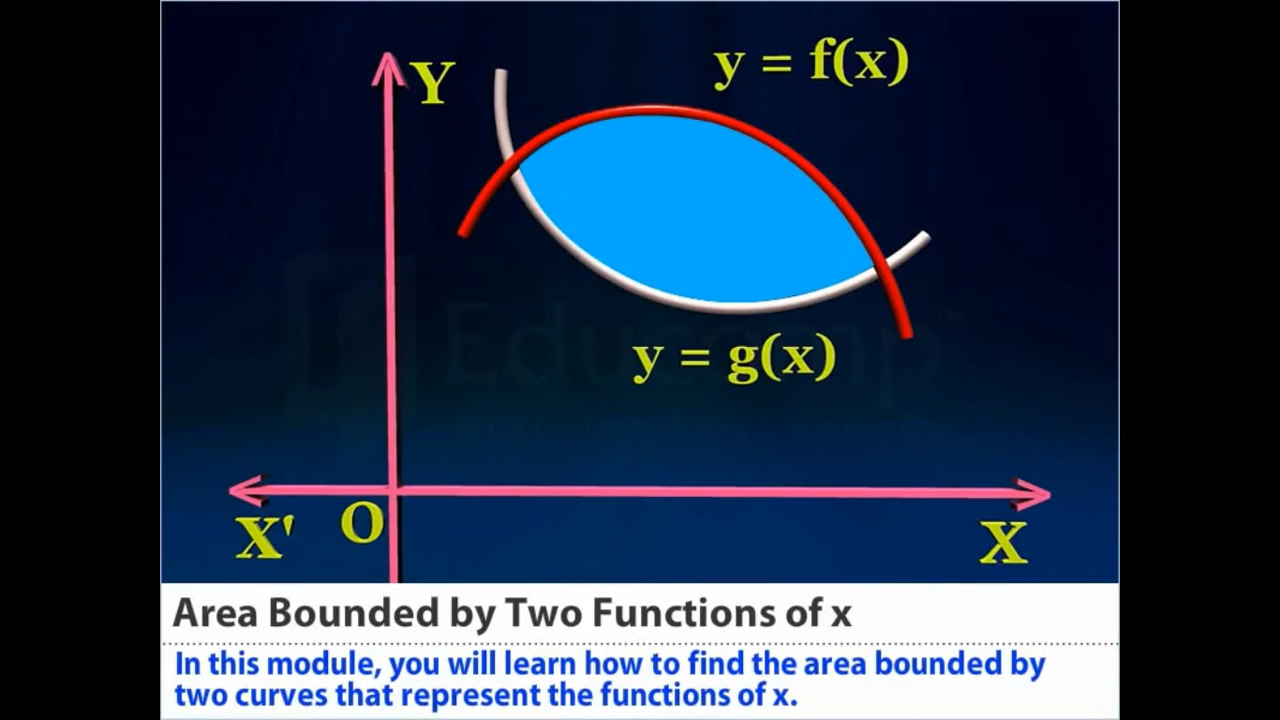 Y
y = f(x)
y = g(x)
Educomp
X'
O
X
Area Bounded by Two Functions of x
In this module, you will learn how to find the area bounded by
two curves that represent the functions of x.